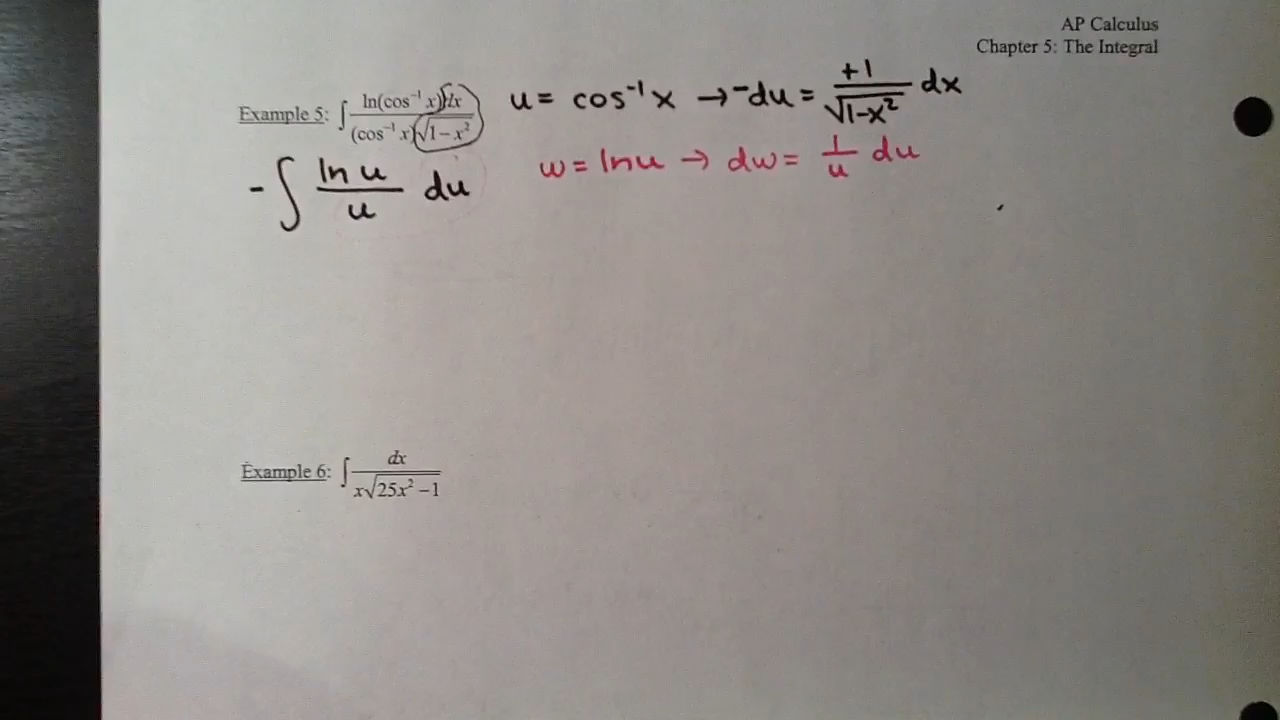 AP Calculus
Chapter 5: The Integral
Example 5: ∫ ln(cos⁻¹ x)dx / (cos⁻¹ x)√(1 − x²)
u = cos⁻¹x → ⁻du = +1/√(1-x²) dx
w = ln u → dw = 1/u du
- ∫ ln u / u du
Example 6: ∫ dx / x√(25x² − 1)